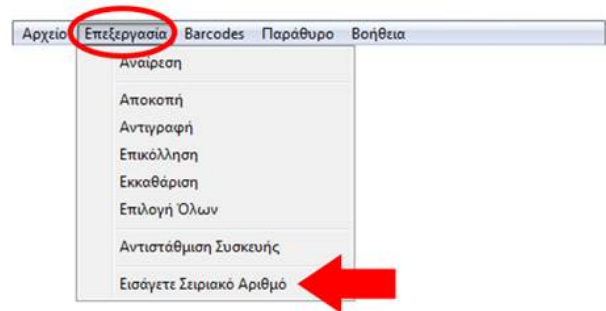 Αρχείο Επεξεργασία Barcodes Παράθυρο Βοήθεια
Αναίρεση
Αποκοπή
Αντιγραφή
Επικόλληση
Εκκαθάριση
Επιλογή Όλων
Αντιστάθμιση Συσκευής
Εισάγετε Σειριακό Αριθμό